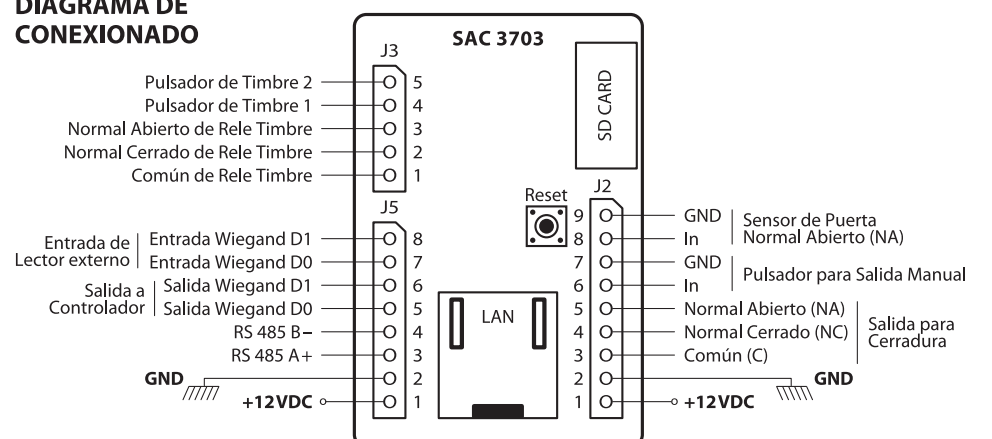 DIAGRAMA DE
CONEXIONADO
SAC 3703
SD CARD
J3
Pulsador de Timbre 2 5
Pulsador de Timbre 1 4
Normal Abierto de Rele Timbre 3
Normal Cerrado de Rele Timbre 2
Común de Rele Timbre 1
J5
Entrada de
Lector externo
Entrada Wiegand D1 8
Entrada Wiegand D0 7
Salida a
Controlador
Salida Wiegand D1 6
Salida Wiegand D0 5
RS 485 B- 4
RS 485 A+ 3
GND 2
+12VDC 1
Reset
LAN
J2
9 GND
8 In
Sensor de Puerta
Normal Abierto (NA)
7 GND
6 In
Pulsador para Salida Manual
5 Normal Abierto (NA)
4 Normal Cerrado (NC)
3 Común (C)
Salida para
Cerradura
2 GND
1 +12VDC